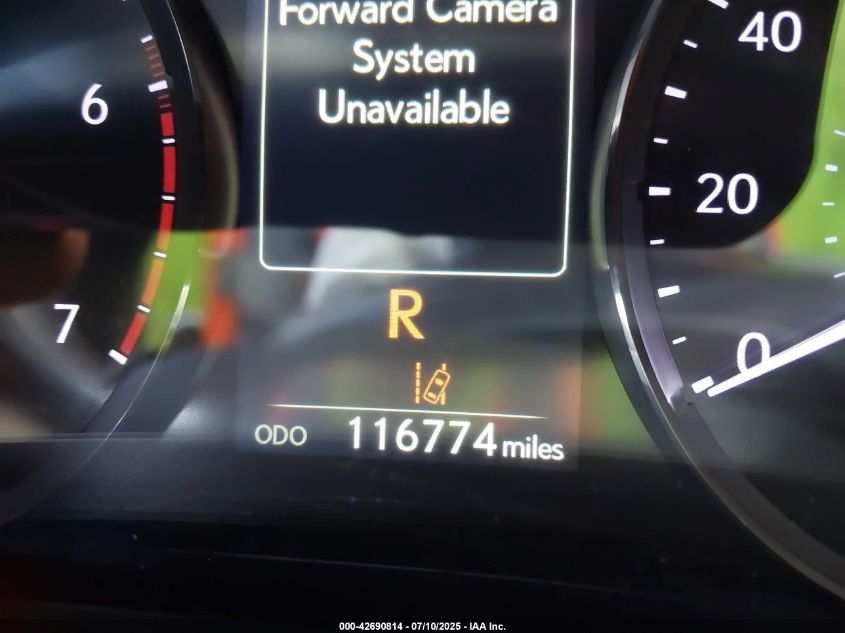 Forward Camera
System
Unavailable
40
6
20
R
7
0
ODO 116774 miles
000-42690814 - 07/10/2025 - IAA Inc.